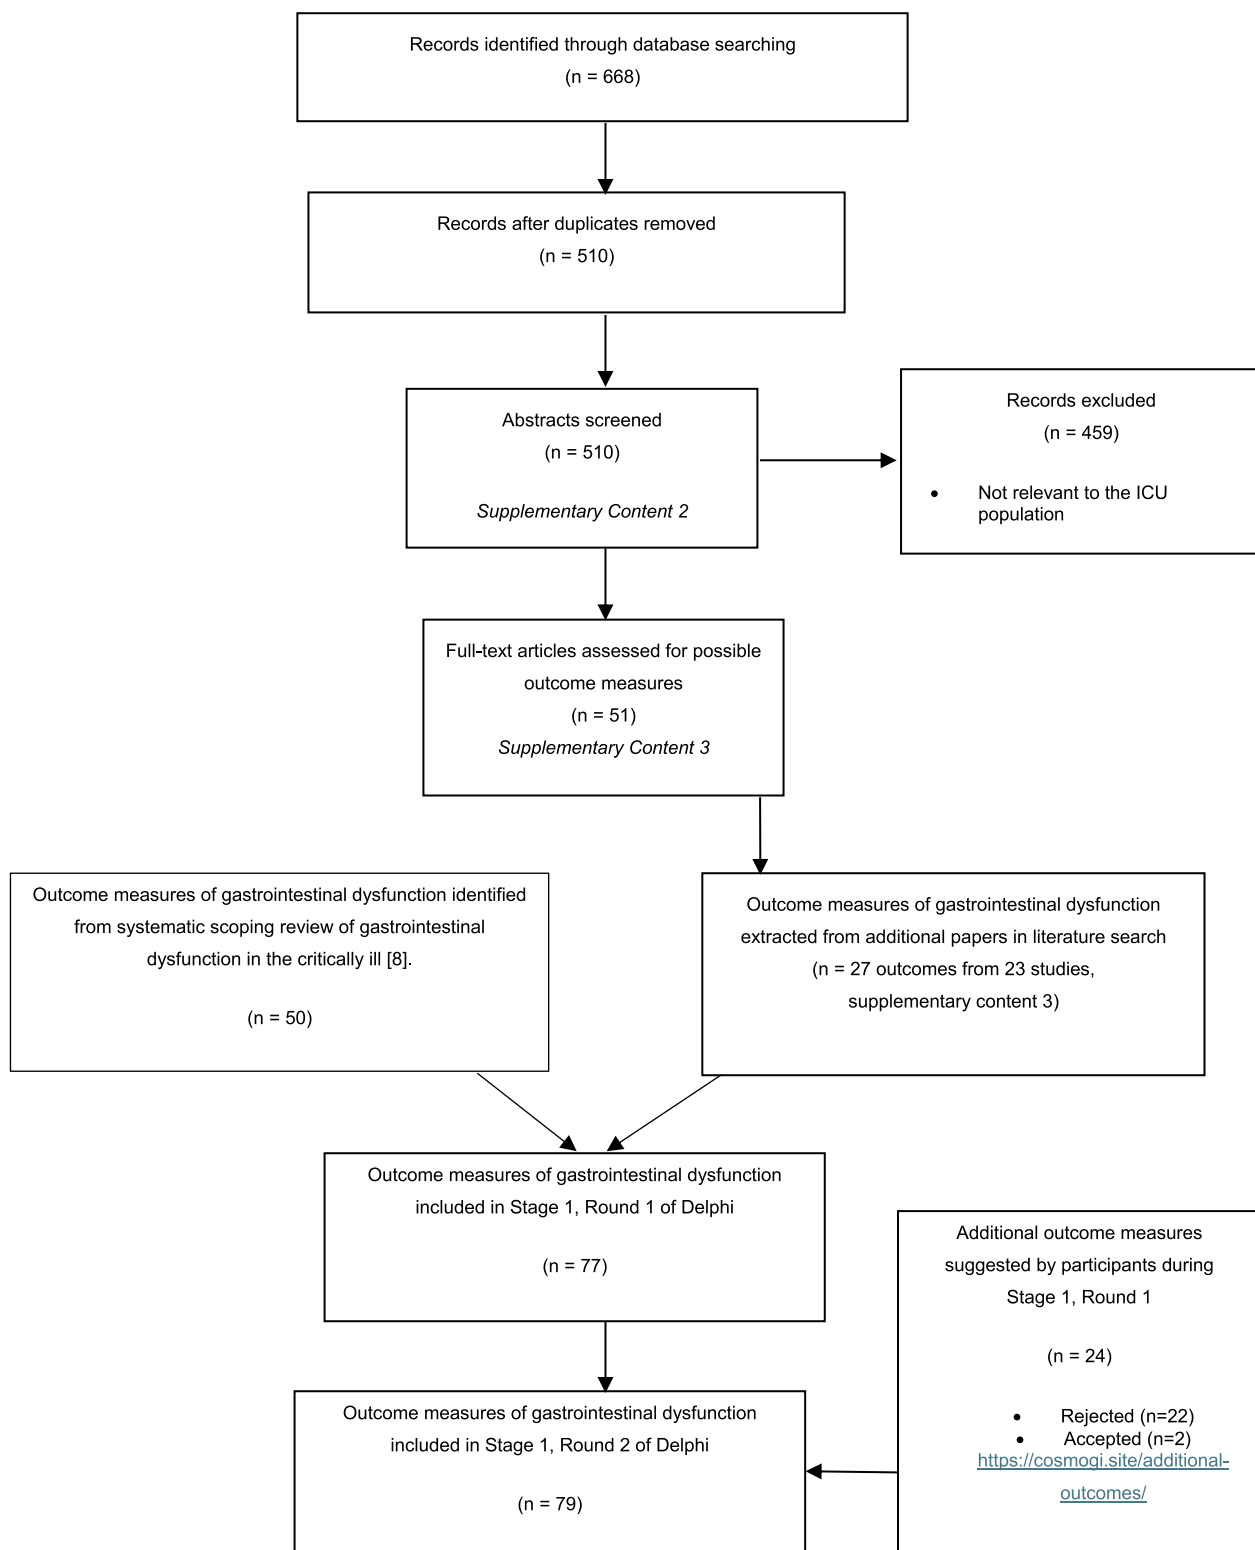 Records identified through database searching
(n = 668)
Records after duplicates removed
(n = 510)
Abstracts screened
(n = 510)
Supplementary Content 2
Records excluded
(n = 459)
• Not relevant to the ICU
population
Full-text articles assessed for possible
outcome measures
(n = 51)
Supplementary Content 3
Outcome measures of gastrointestinal dysfunction identified
from systematic scoping review of gastrointestinal
dysfunction in the critically ill [8].
(n = 50)
Outcome measures of gastrointestinal dysfunction
extracted from additional papers in literature search
(n = 27 outcomes from 23 studies,
supplementary content 3)
Outcome measures of gastrointestinal dysfunction
included in Stage 1, Round 1 of Delphi
(n = 77)
Additional outcome measures
suggested by participants during
Stage 1, Round 1
(n = 24)
• Rejected (n=22)
• Accepted (n=2)
https://cosmogi.site/additional-
outcomes/
Outcome measures of gastrointestinal dysfunction
included in Stage 1, Round 2 of Delphi
(n = 79)